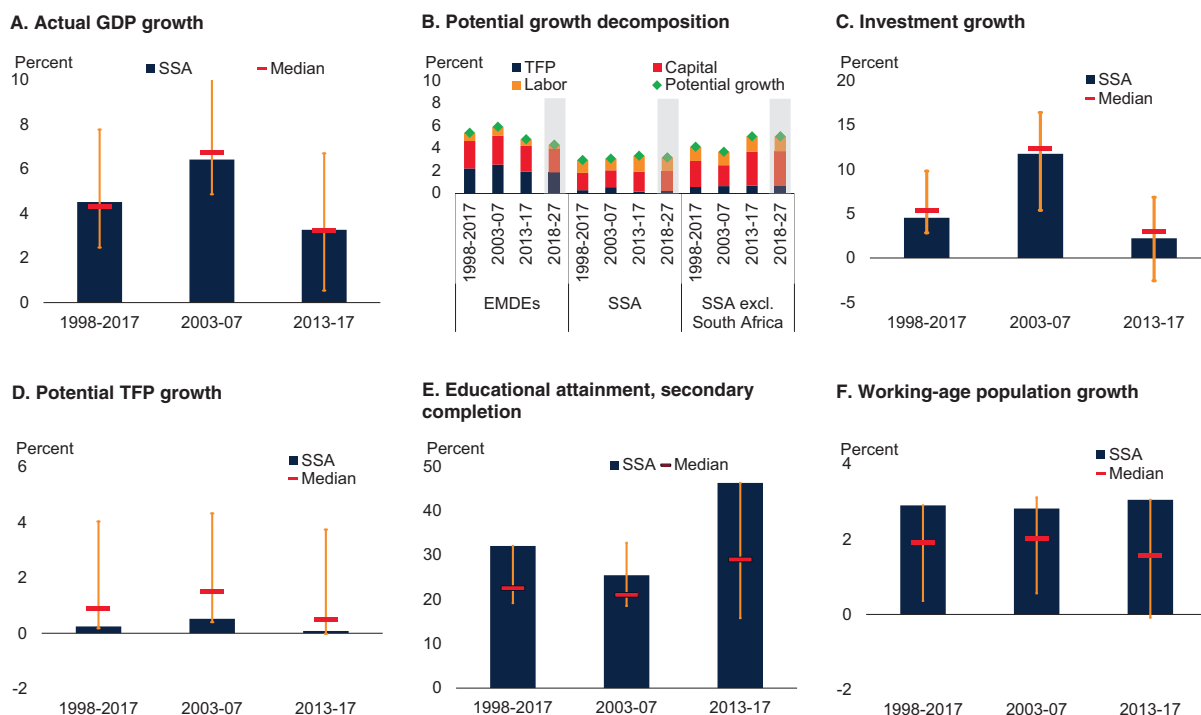 A. Actual GDP growth
Percent
SSA
Median
10
8
6
4
2
0
1998-2017
2003-07
2013-17
B. Potential growth decomposition
Percent
TFP
Capital
Labor
Potential growth
10
8
6
4
2
0
1998-2017
2003-07
2013-17
2018-27
1998-2017
2003-07
2013-17
2018-27
1998-2017
2003-07
2013-17
2018-27
EMDEs
SSA
SSA excl.
South Africa
C. Investment growth
Percent
SSA
Median
20
15
10
5
0
-5
1998-2017
2003-07
2013-17
D. Potential TFP growth
Percent
SSA
Median
6
4
2
0
-2
1998-2017
2003-07
2013-17
E. Educational attainment, secondary
completion
Percent
SSA
Median
50
40
30
20
10
0
1998-2017
2003-07
2013-17
F. Working-age population growth
Percent
SSA
Median
4
2
0
-2
1998-2017
2003-07
2013-17